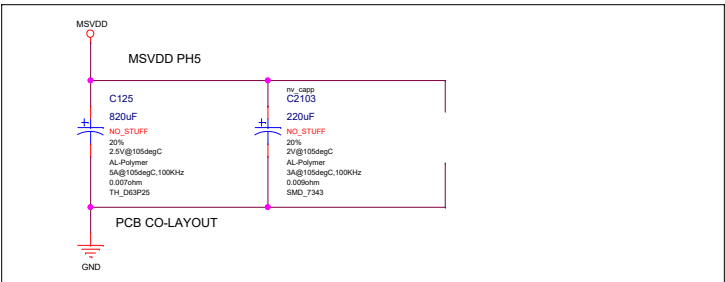 MSVDD
MSVDD PH5
C125
820uF
NO_STUFF
20%
2.5V@105degC
AL-Polymer
5A@105degC,100KHz
0.007ohm
TH_D63P25
nv_capp
C2103
220uF
NO_STUFF
20%
2V@105degC
AL-Polymer
3A@105degC,100KHz
0.009ohm
SMD_7343
PCB CO-LAYOUT
GND